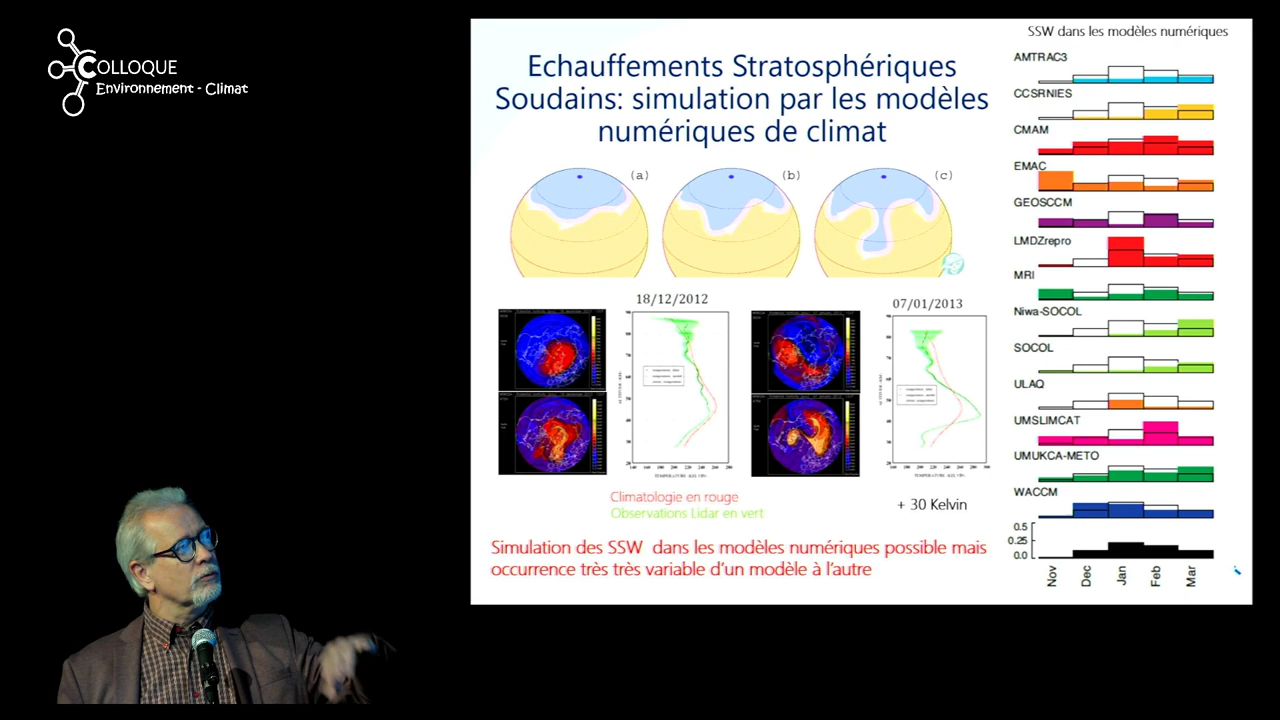 COLLOQUE
Environnement - Climat
Echauffements Stratosphériques
Soudains: simulation par les modèles
numériques de climat
(a)
(b)
(c)
18/12/2012
07/01/2013
Climatologie en rouge
Observations Lidar en vert
+ 30 Kelvin
Simulation des SSW dans les modèles numériques possible mais
occurrence très très variable d'un modèle à l'autre
SSW dans les modèles numériques
AMTRAC3
CCSRNIES
CMAM
EMAC
GEOSCCM
LMDZrepro
MRI
Niwa-SOCOL
SOCOL
ULAQ
UMSLIMCAT
UMUKCA-METO
WACCM
0.5
0.25
0.0
Nov
Dec
Jan
Feb
Mar